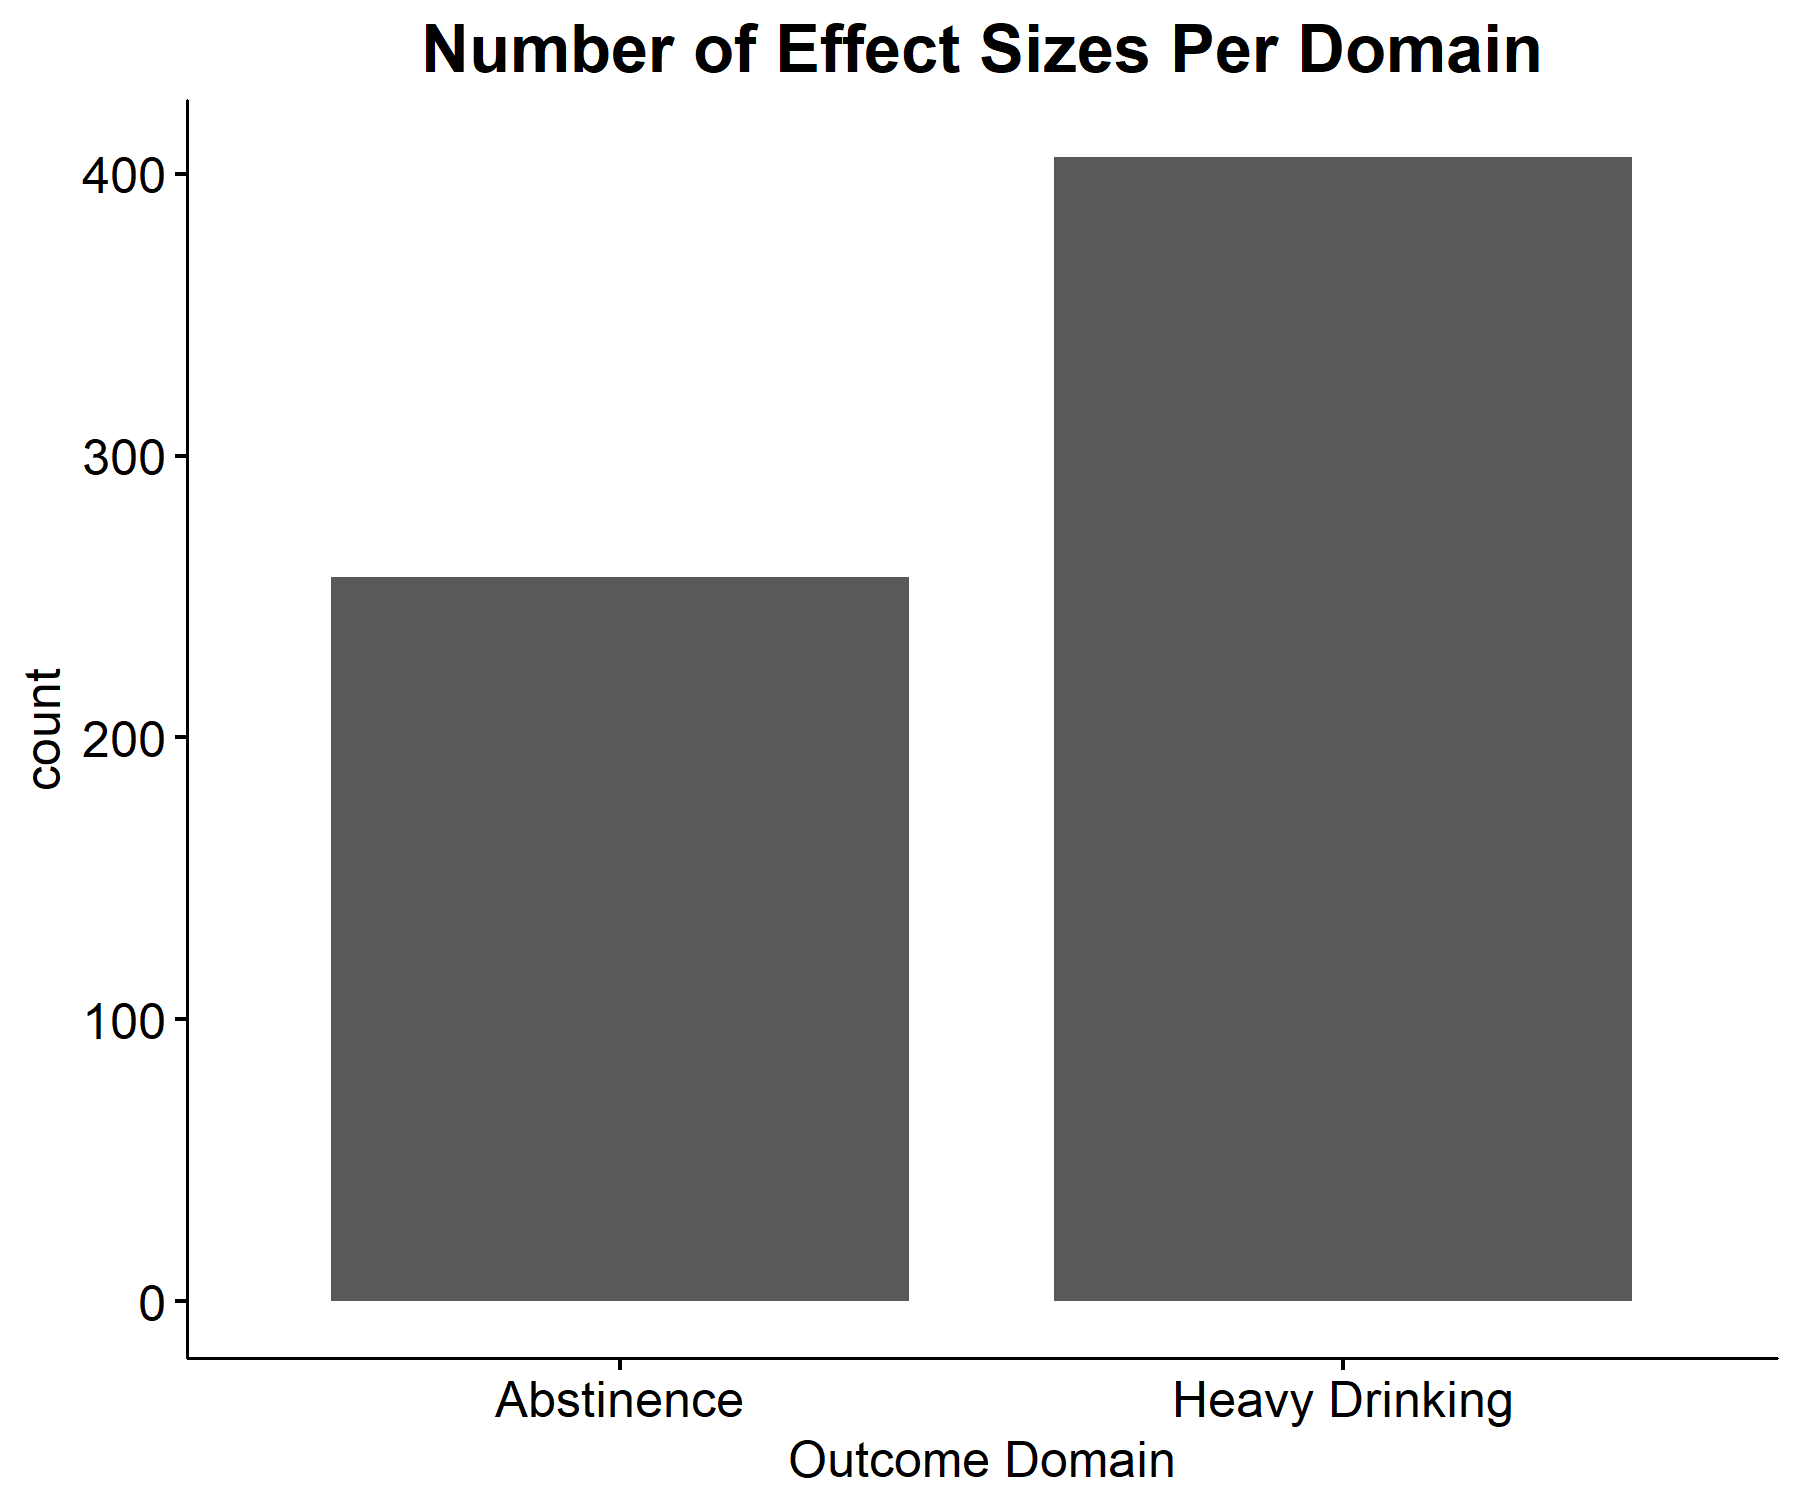 Number of Effect Sizes Per Domain
400
300
200
100
0
count
Abstinence
Heavy Drinking
Outcome Domain